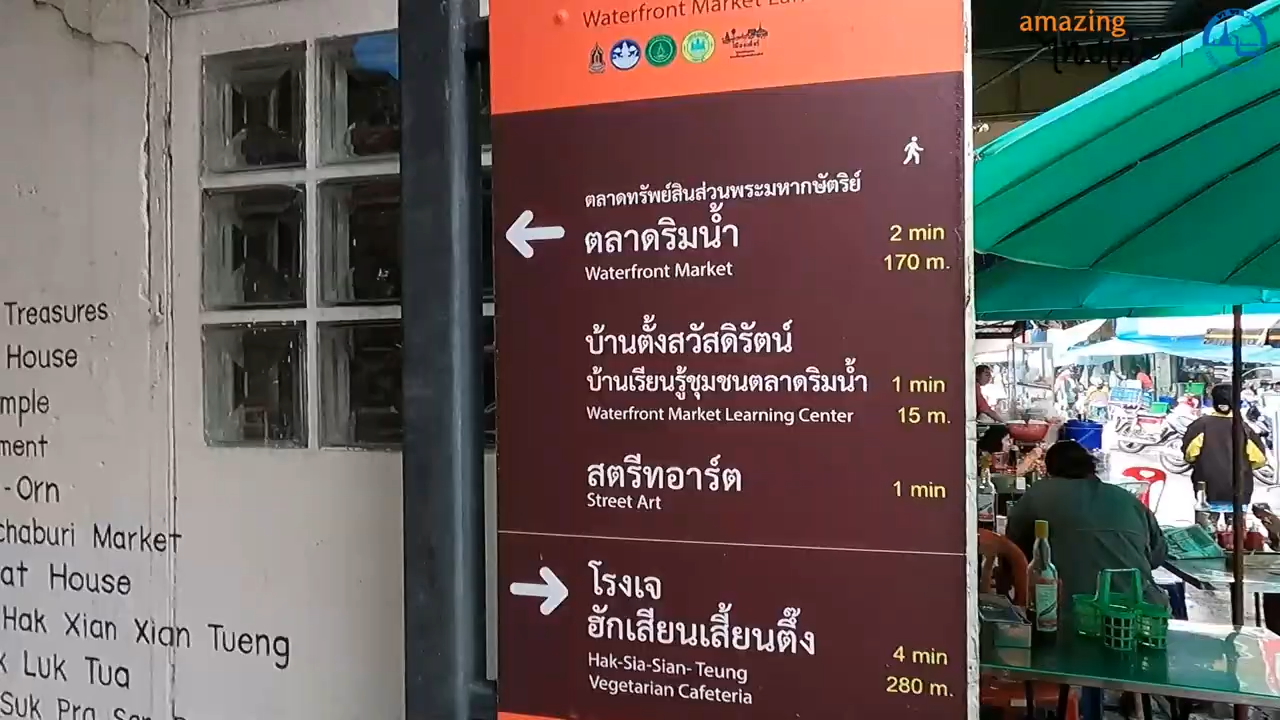 amazing
Waterfront Market
ตลาดทรัพย์สินส่วนพระมหากษัตริย์
ตลาดริมน้ำ
Waterfront Market
2 min
170 m.
บ้านตั้งสวัสดิรัตน์
บ้านเรียนรู้ชุมชนตลาดริมน้ำ
1 min
Waterfront Market Learning Center
15 m.
สตรีทอาร์ต
Street Art
1 min
โรงเจ
ฮักเสียนเสี้ยนตึ๊ง
Hak-Sia-Sian- Teung
Vegetarian Cafeteria
4 min
280 m.
Treasures
House
-Orn
Market
House
Hak Xian Xian Tueng
Luk Tua
Suk Pra